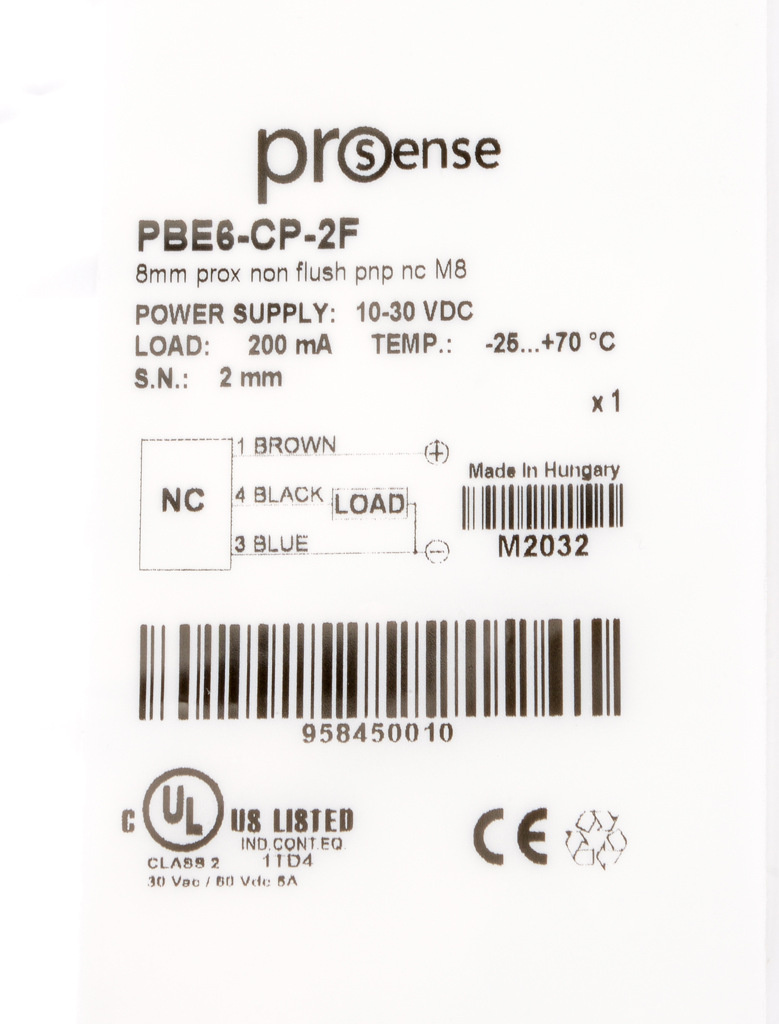 prosense
PBE6-CP-2F
8mm prox non flush pnp nc M8
POWER SUPPLY: 10-30 VDC
LOAD: 200 mA TEMP.: -25...+70 °C
S.N.: 2 mm
x 1
1 BROWN +
NC 4 BLACK LOAD
3 BLUE -
Made In Hungary
M2032
958450010
C UL US LISTED
IND.CONT.EQ.
CLASS 2 1TD4
30 Vac / 60 Vdc 5A
CE